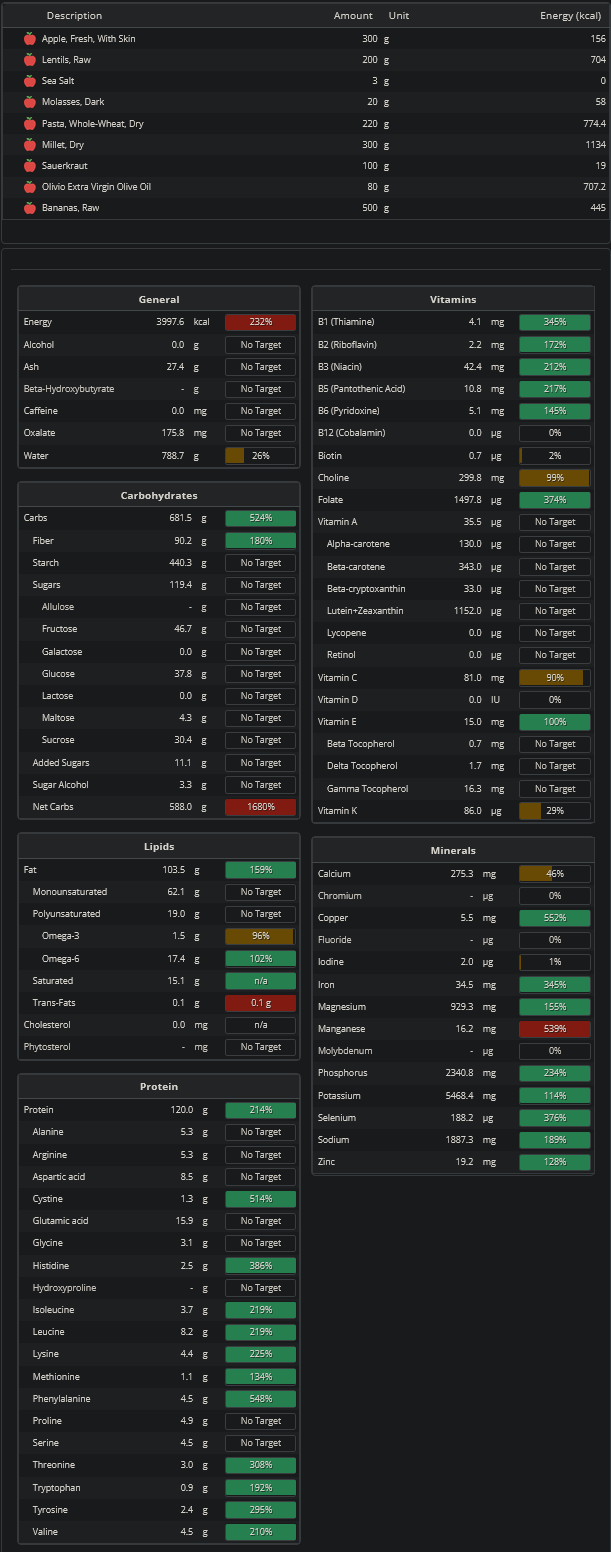 Description Amount Unit Energy (kcal)
Apple, Fresh, With Skin 300 g 156
Lentils, Raw 200 g 704
Sea Salt 3 g 0
Molasses, Dark 20 g 58
Pasta, Whole-Wheat, Dry 220 g 774.4
Millet, Dry 300 g 1134
Sauerkraut 100 g 19
Olivio Extra Virgin Olive Oil 80 g 707.2
Bananas, Raw 500 g 445
General
Energy 3997.6 kcal 232%
Alcohol 0.0 g No Target
Ash 27.4 g No Target
Beta-Hydroxybutyrate - g No Target
Caffeine 0.0 mg No Target
Oxalate 175.8 mg No Target
Water 788.7 g 26%
Carbohydrates
Carbs 681.5 g 524%
Fiber 90.2 g 180%
Starch 440.3 g No Target
Sugars 119.4 g No Target
Allulose - g No Target
Fructose 46.7 g No Target
Galactose 0.0 g No Target
Glucose 37.8 g No Target
Lactose 0.0 g No Target
Maltose 4.3 g No Target
Sucrose 30.4 g No Target
Added Sugars 11.1 g No Target
Sugar Alcohol 3.3 g No Target
Net Carbs 588.0 g 1680%
Lipids
Fat 103.5 g 159%
Monounsaturated 62.1 g No Target
Polyunsaturated 19.0 g No Target
Omega-3 1.5 g 96%
Omega-6 17.4 g 102%
Saturated 15.1 g n/a
Trans-Fats 0.1 g 0.1 g
Cholesterol 0.0 mg n/a
Phytosterol - mg No Target
Protein
Protein 120.0 g 214%
Alanine 5.3 g No Target
Arginine 5.3 g No Target
Aspartic acid 8.5 g No Target
Cystine 1.3 g 514%
Glutamic acid 15.9 g No Target
Glycine 3.1 g No Target
Histidine 2.5 g 386%
Hydroxyproline - g No Target
Isoleucine 3.7 g 219%
Leucine 8.2 g 219%
Lysine 4.4 g 225%
Methionine 1.1 g 134%
Phenylalanine 4.5 g 548%
Proline 4.9 g No Target
Serine 4.5 g No Target
Threonine 3.0 g 308%
Tryptophan 0.9 g 192%
Tyrosine 2.4 g 295%
Valine 4.5 g 210%
Vitamins
B1 (Thiamine) 4.1 mg 345%
B2 (Riboflavin) 2.2 mg 172%
B3 (Niacin) 42.4 mg 212%
B5 (Pantothenic Acid) 10.8 mg 217%
B6 (Pyridoxine) 5.1 mg 145%
B12 (Cobalamin) 0.0 µg 0%
Biotin 0.7 µg 2%
Choline 299.8 mg 99%
Folate 1497.8 µg 374%
Vitamin A 35.5 µg No Target
Alpha-carotene 130.0 µg No Target
Beta-carotene 343.0 µg No Target
Beta-cryptoxanthin 33.0 µg No Target
Lutein+Zeaxanthin 1152.0 µg No Target
Lycopene 0.0 µg No Target
Retinol 0.0 µg No Target
Vitamin C 81.0 mg 90%
Vitamin D 0.0 IU 0%
Vitamin E 15.0 mg 100%
Beta Tocopherol 0.7 mg No Target
Delta Tocopherol 1.7 mg No Target
Gamma Tocopherol 16.3 mg No Target
Vitamin K 86.0 µg 29%
Minerals
Calcium 275.3 mg 46%
Chromium - µg 0%
Copper 5.5 mg 552%
Fluoride - µg 0%
Iodine 2.0 µg 1%
Iron 34.5 mg 345%
Magnesium 929.3 mg 155%
Manganese 16.2 mg 539%
Molybdenum - µg 0%
Phosphorus 2340.8 mg 234%
Potassium 5468.4 mg 114%
Selenium 188.2 µg 376%
Sodium 1887.3 mg 189%
Zinc 19.2 mg 128%